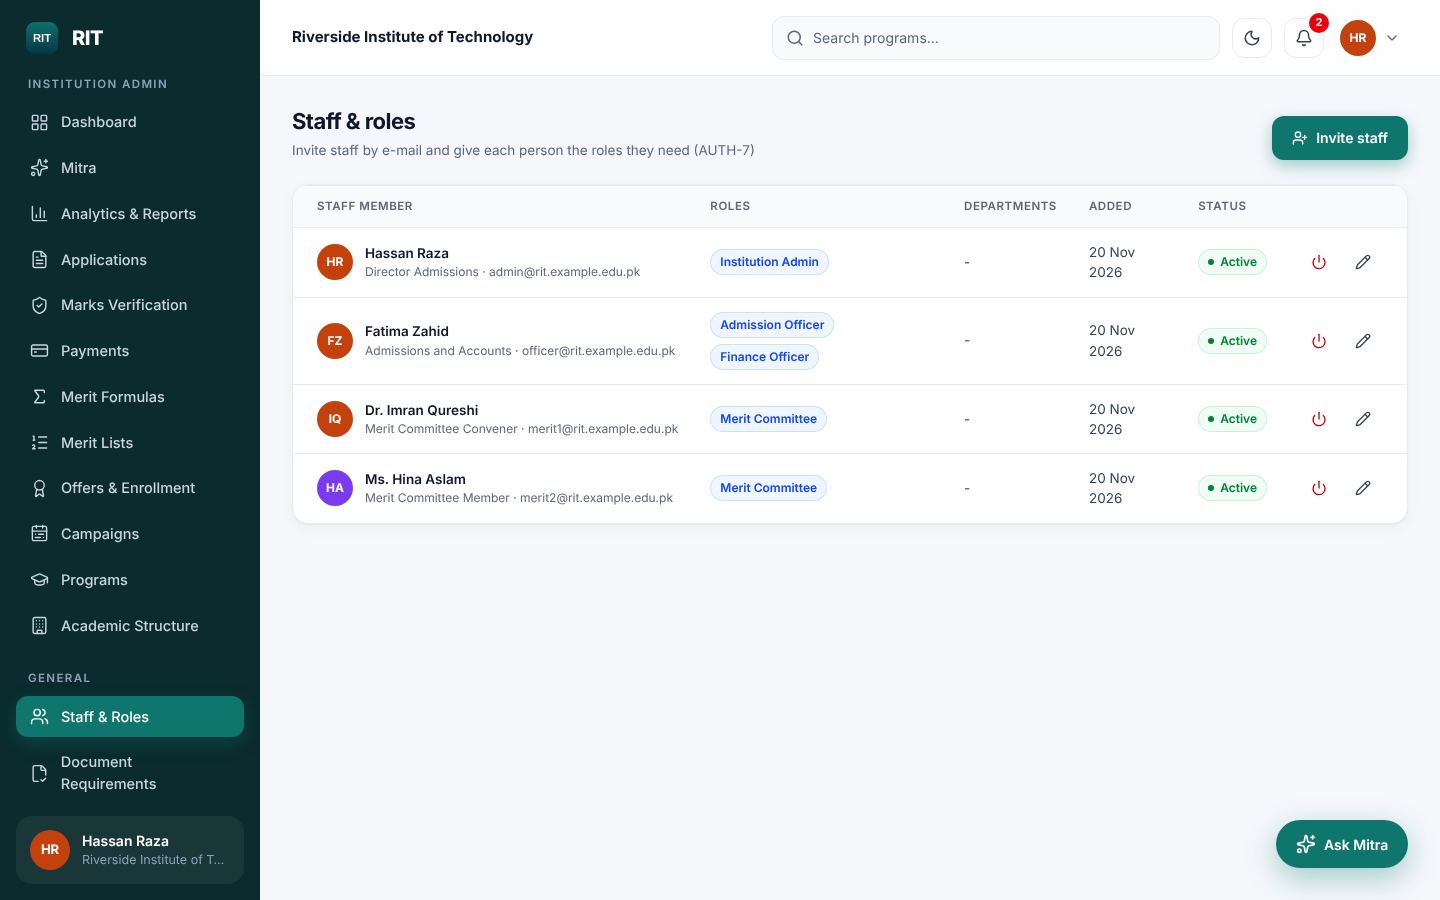 RIT RIT
INSTITUTION ADMIN
Dashboard
Mitra
Analytics & Reports
Applications
Marks Verification
Payments
Merit Formulas
Merit Lists
Offers & Enrollment
Campaigns
Programs
Academic Structure
GENERAL
Staff & Roles
Document
Requirements
HR Hassan Raza
Riverside Institute of T...
Riverside Institute of Technology
Search programs...
2
HR
Staff & roles
Invite staff by e-mail and give each person the roles they need (AUTH-7)
Invite staff
STAFF MEMBER ROLES DEPARTMENTS ADDED STATUS
HR Hassan Raza
Director Admissions · admin@rit.example.edu.pk
Institution Admin
-
20 Nov
2026
Active
FZ Fatima Zahid
Admissions and Accounts · officer@rit.example.edu.pk
Admission Officer
Finance Officer
-
20 Nov
2026
Active
IQ Dr. Imran Qureshi
Merit Committee Convener · merit1@rit.example.edu.pk
Merit Committee
-
20 Nov
2026
Active
HA Ms. Hina Aslam
Merit Committee Member · merit2@rit.example.edu.pk
Merit Committee
-
20 Nov
2026
Active
Ask Mitra